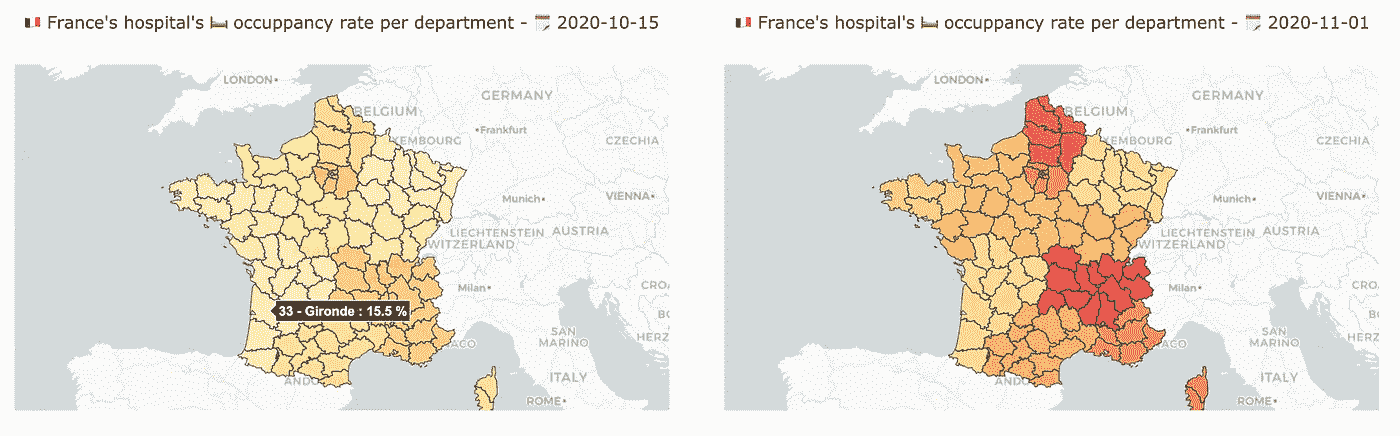 🇫🇷 France's hospital's 🛏 occuppancy rate per department - 🗓 2020-10-15
LONDON
GERMANY
BELGIUM
Frankfurt
XEMBOURG
CZECHIA
Munich
VIENNA
LIECHTENSTEIN AUSTRIA
WITZERLAND
Milan
CRO
33 - Gironde : 15.5 %
B
SAN
MARINO
HERZ
ACO
ANDO
ITALY
ROME
🇫🇷 France's hospital's 🛏 occuppancy rate per department - 🗓 2020-11-01
LONDON
GERMANY
BELGIUM
Frankfurt
XEMBOURG
CZECHIA
Munich
VIENNA
LIECHTENSTEIN AUSTRIA
WITZERLAND
Milan
CROA
BO
SAN
MARINO
HERZ
ACO
ANDO
ITALY
ROME